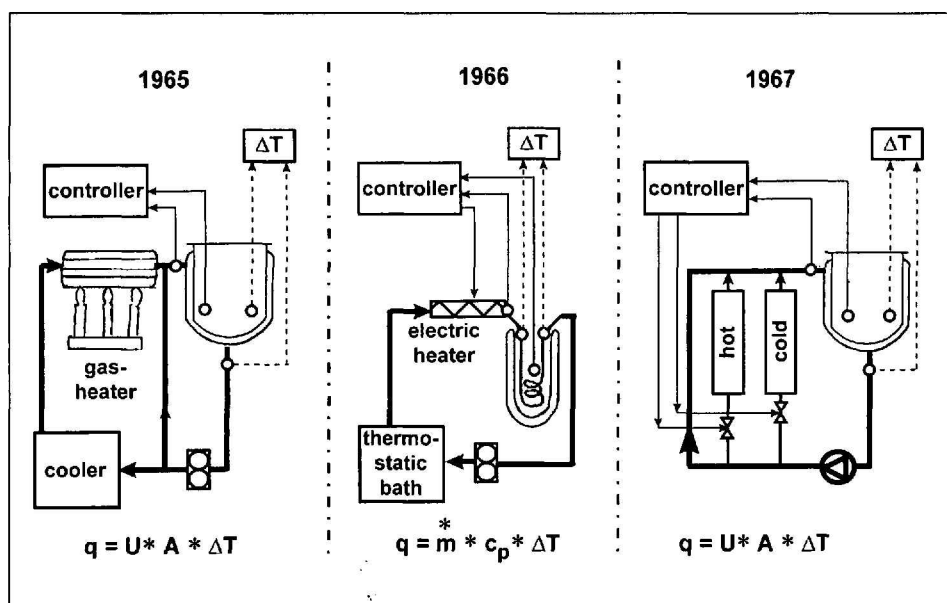 1965
ΔT
controller
gas-
heater
cooler
q = U* A * ΔT
1966
ΔT
controller
electric
heater
thermo-
static
bath
*
q = m * cp * ΔT
1967
ΔT
controller
hot
cold
q = U* A * ΔT